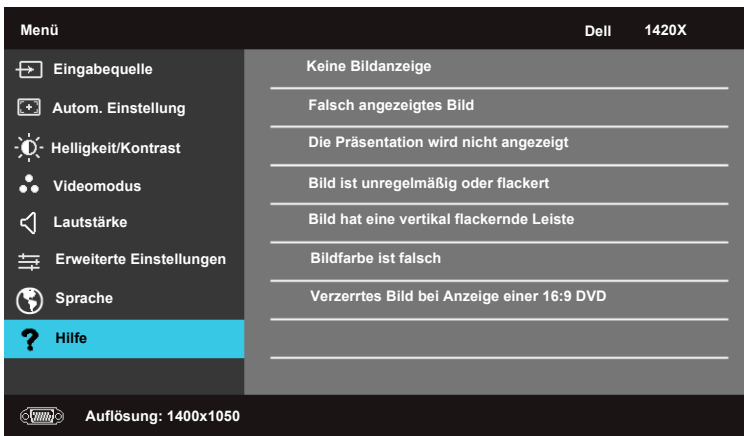 Menü
Dell 1420X
Eingabequelle
Autom. Einstellung
Helligkeit/Kontrast
Videomodus
Lautstärke
Erweiterte Einstellungen
Sprache
Hilfe
Keine Bildanzeige
Falsch angezeigtes Bild
Die Präsentation wird nicht angezeigt
Bild ist unregelmäßig oder flackert
Bild hat eine vertikal flackernde Leiste
Bildfarbe ist falsch
Verzerrtes Bild bei Anzeige einer 16:9 DVD
Auflösung: 1400x1050